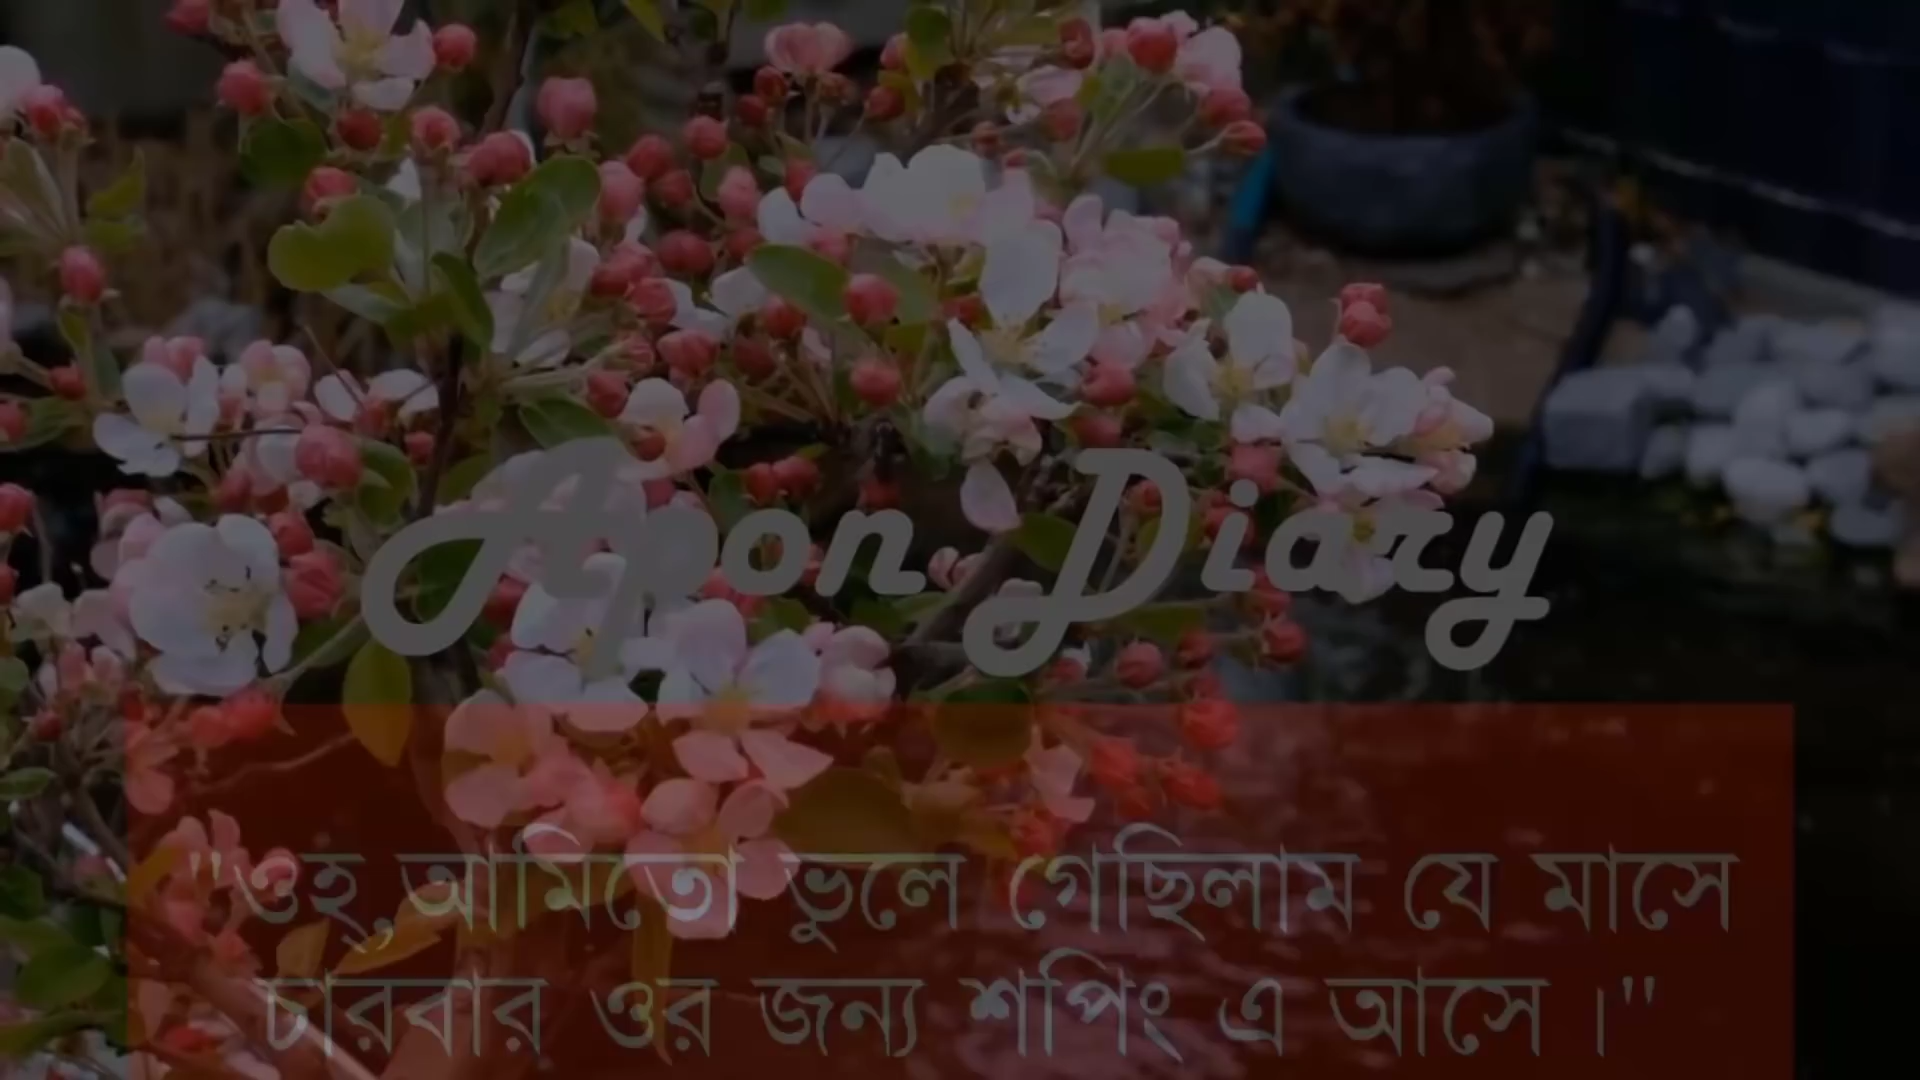 Apon Diary
"ওহ্,আমিতো ভুলে গেছিলাম যে মাসে
চারবার ওর জন্য শপিং এ আসে।"